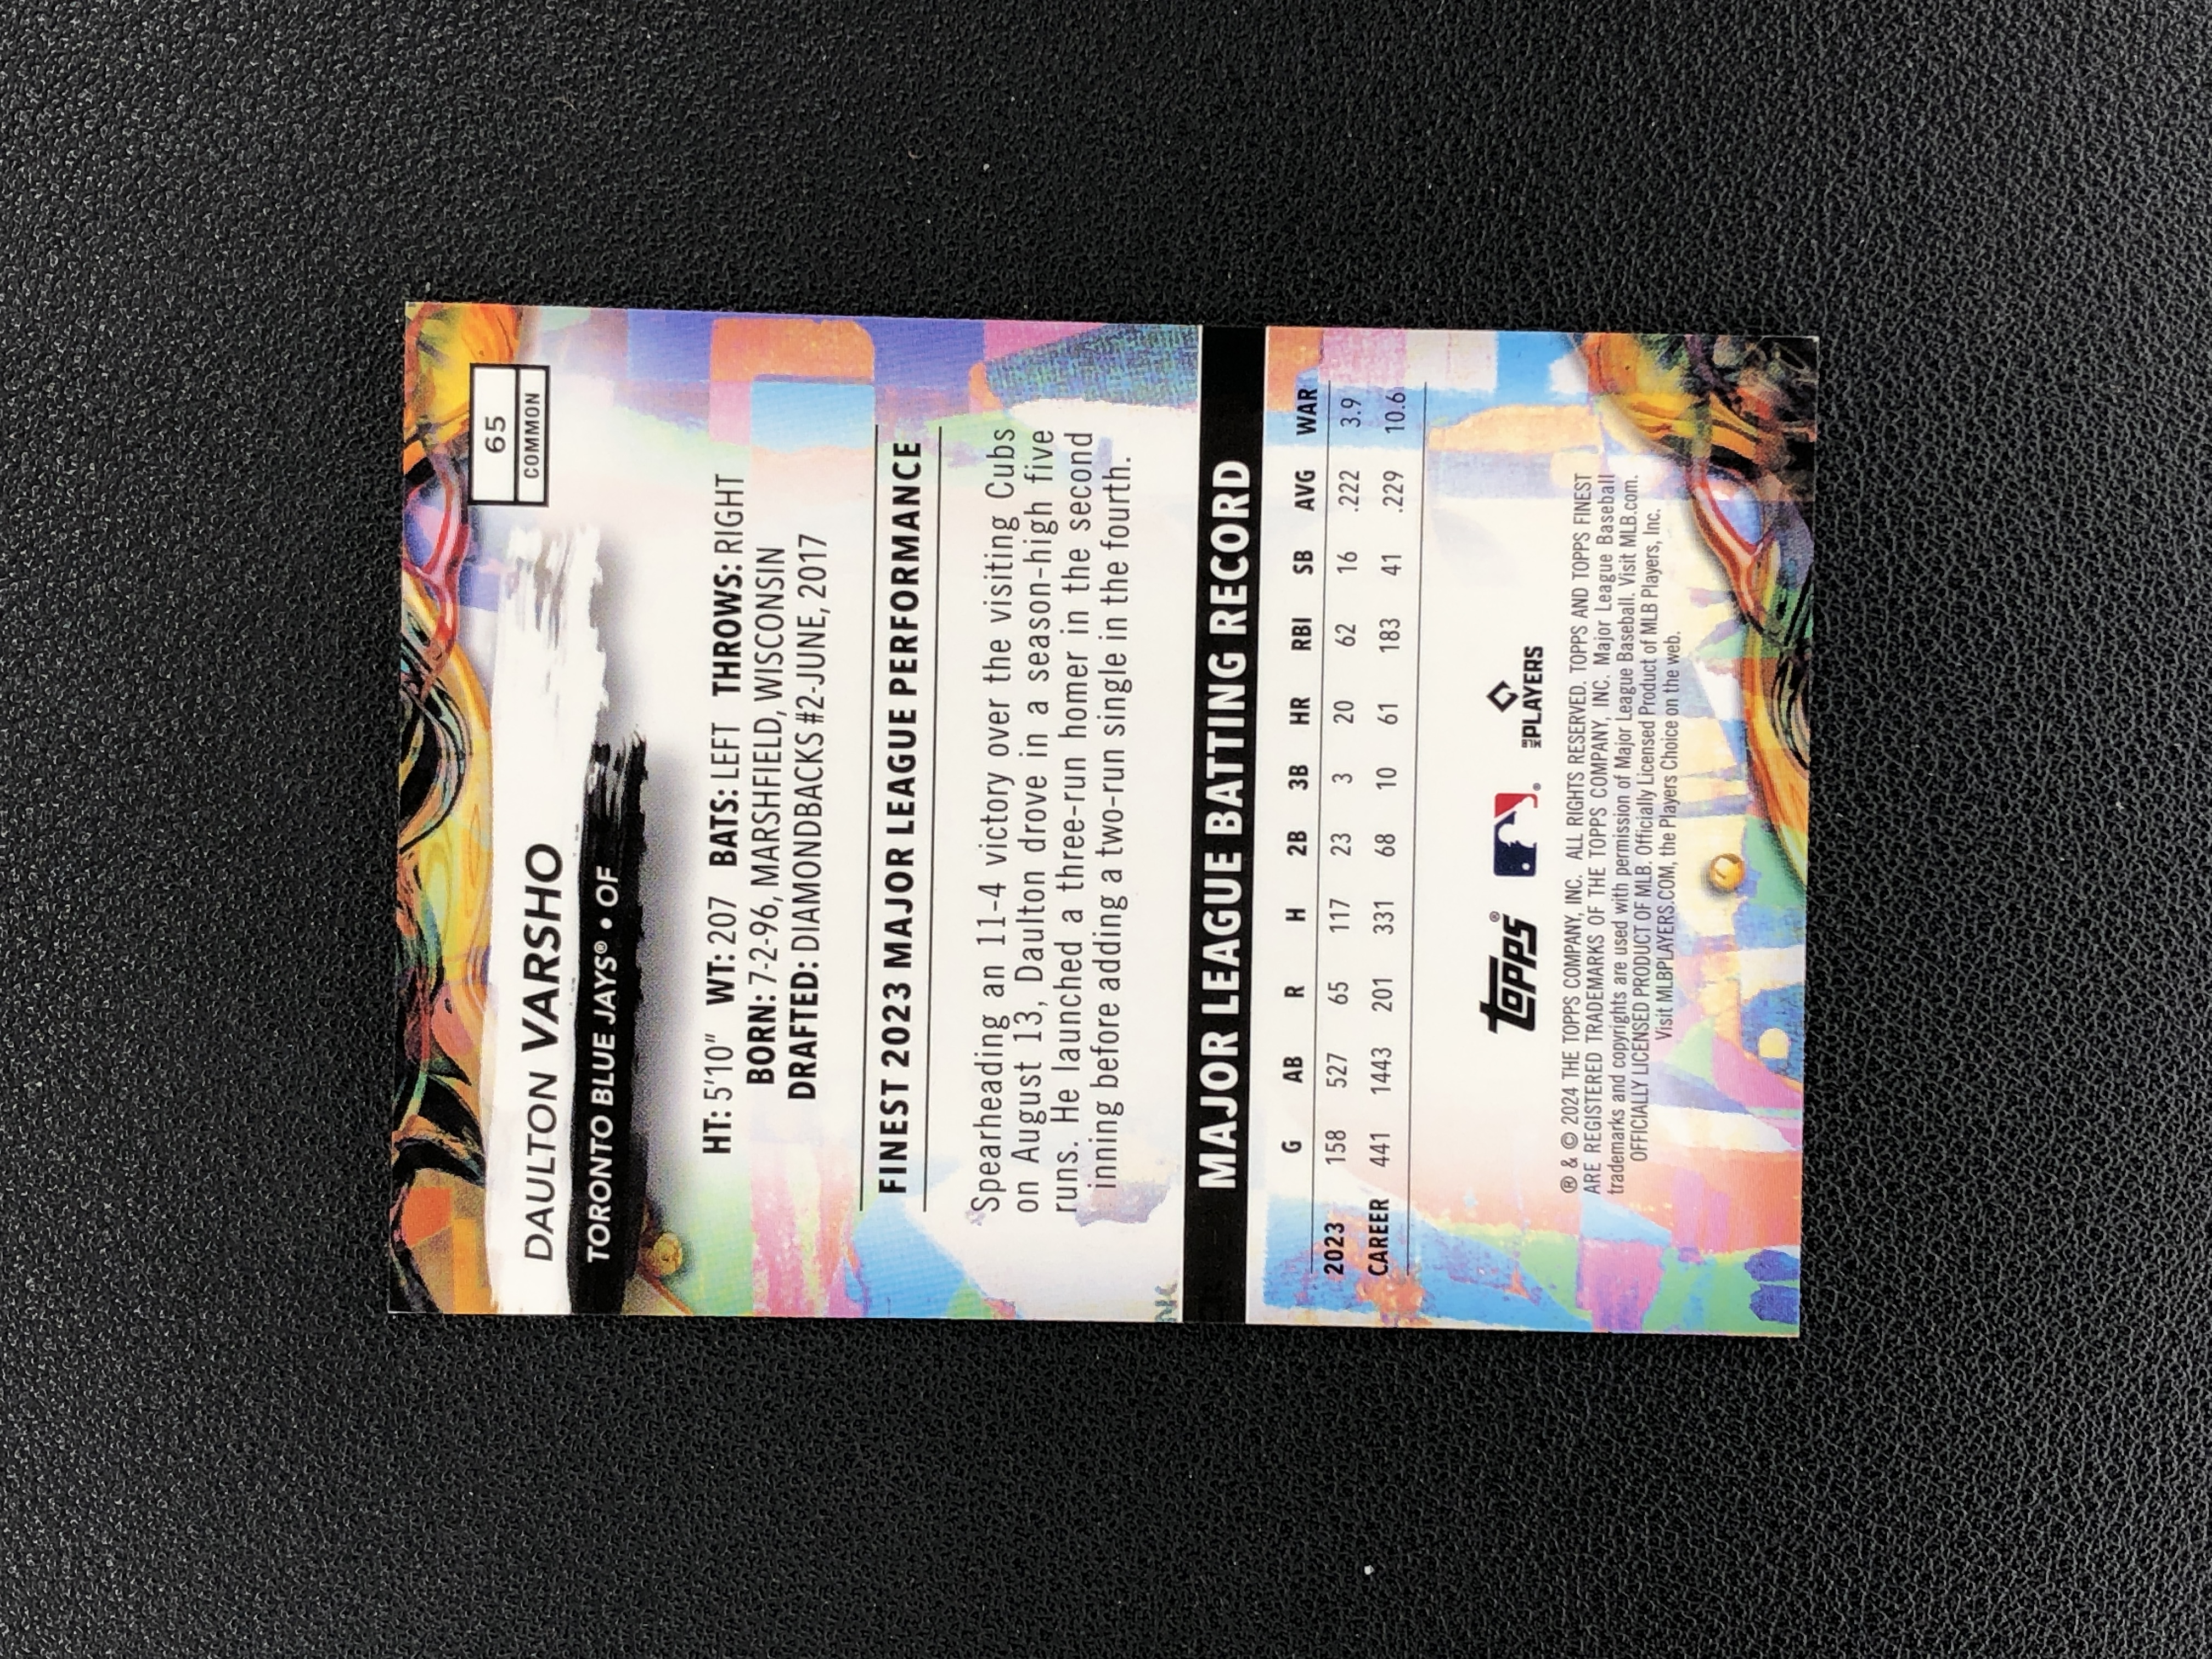 65
COMMON
DAULTON VARSHO
TORONTO BLUE JAYS® • OF
HT: 5'10" WT: 207 BATS: LEFT THROWS: RIGHT
BORN: 7-2-96, MARSHFIELD, WISCONSIN
DRAFTED: DIAMONDBACKS #2-JUNE, 2017
FINEST 2023 MAJOR LEAGUE PERFORMANCE
Spearheading an 11-4 victory over the visiting Cubs
on August 13, Daulton drove in a season-high five
runs. He launched a three-run homer in the second
inning before adding a two-run single in the fourth.
MAJOR LEAGUE BATTING RECORD
G AB R H 2B 3B HR RBI SB AVG WAR
2023 158 527 65 117 23 3 20 62 16 .222 3.9
CAREER 441 1443 201 331 68 10 61 183 41 .229 10.6
topps® ® THE PLAYERS
® & © 2024 THE TOPPS COMPANY, INC. ALL RIGHTS RESERVED. TOPPS AND TOPPS FINEST
ARE REGISTERED TRADEMARKS OF THE TOPPS COMPANY, INC. Major League Baseball
trademarks and copyrights are used with permission of Major League Baseball. Visit MLB.com.
OFFICIALLY LICENSED PRODUCT OF MLB. Officially Licensed Product of MLB Players, Inc.
Visit MLBPLAYERS.COM, the Players Choice on the web.